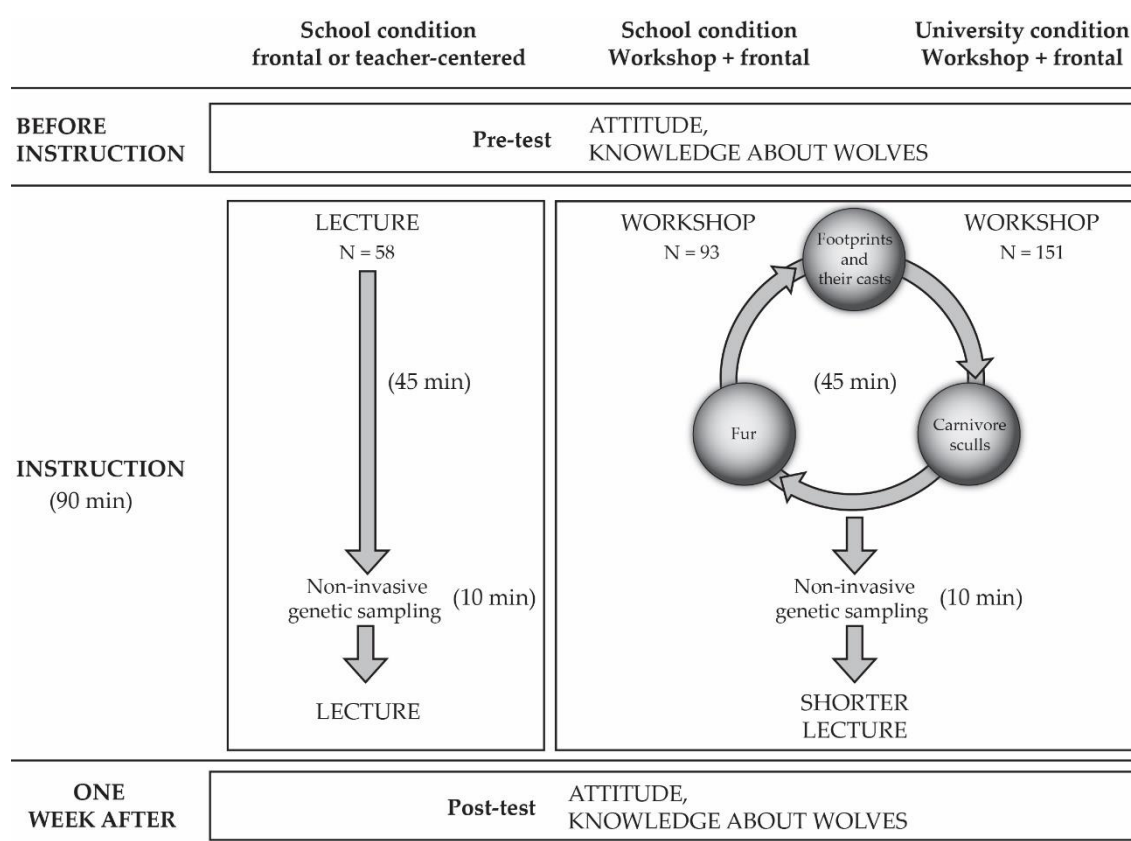 School condition
frontal or teacher-centered
School condition
Workshop + frontal
University condition
Workshop + frontal
BEFORE
INSTRUCTION
Pre-test
ATTITUDE,
KNOWLEDGE ABOUT WOLVES
INSTRUCTION
(90 min)
LECTURE
N = 58
(45 min)
Non-invasive
genetic sampling
(10 min)
LECTURE
WORKSHOP
N = 93
Footprints
and
their casts
WORKSHOP
N = 151
(45 min)
Fur
Carnivore
sculls
Non-invasive
genetic sampling
(10 min)
SHORTER
LECTURE
ONE
WEEK AFTER
Post-test
ATTITUDE,
KNOWLEDGE ABOUT WOLVES